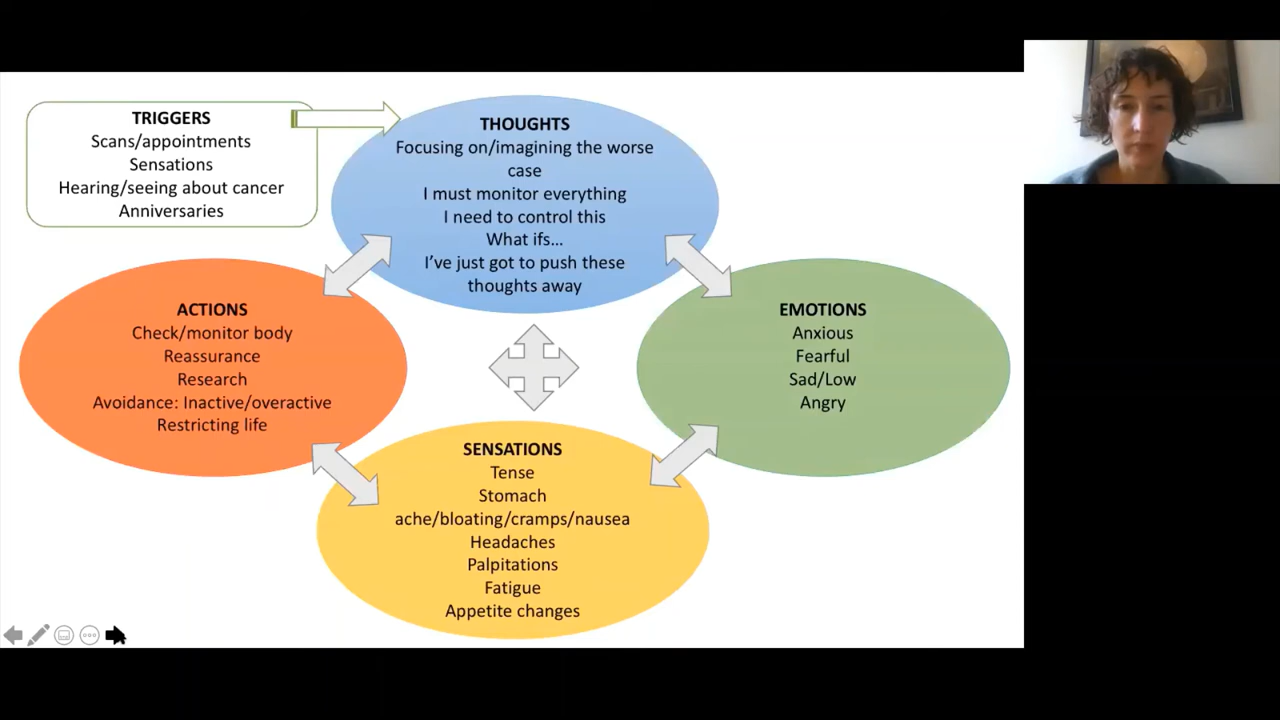 TRIGGERS
Scans/appointments
Sensations
Hearing/seeing about cancer
Anniversaries
THOUGHTS
Focusing on/imagining the worse
case
I must monitor everything
I need to control this
What ifs…
I've just got to push these
thoughts away
ACTIONS
Check/monitor body
Reassurance
Research
Avoidance: Inactive/overactive
Restricting life
EMOTIONS
Anxious
Fearful
Sad/Low
Angry
SENSATIONS
Tense
Stomach
ache/bloating/cramps/nausea
Headaches
Palpitations
Fatigue
Appetite changes